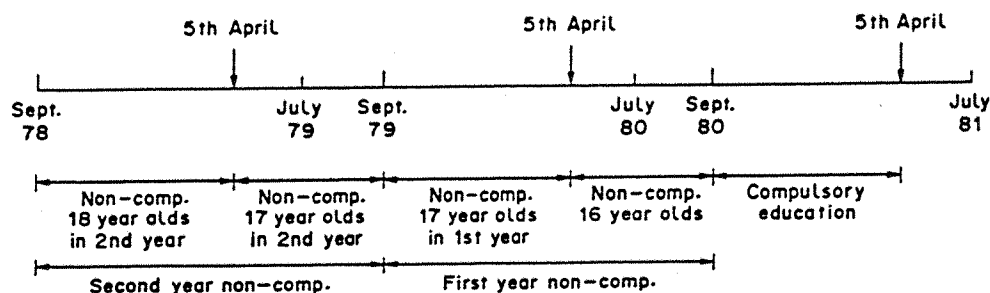 5th April 5th April 5th April
Sept. July Sept. July Sept. July
78 79 79 80 80 81
Non-comp. Non-comp. Non-comp. Non-comp. Compulsory
18 year olds 17 year olds 17 year olds 16 year olds education
in 2nd year in 2nd year in 1st year
Second year non-comp. First year non-comp.